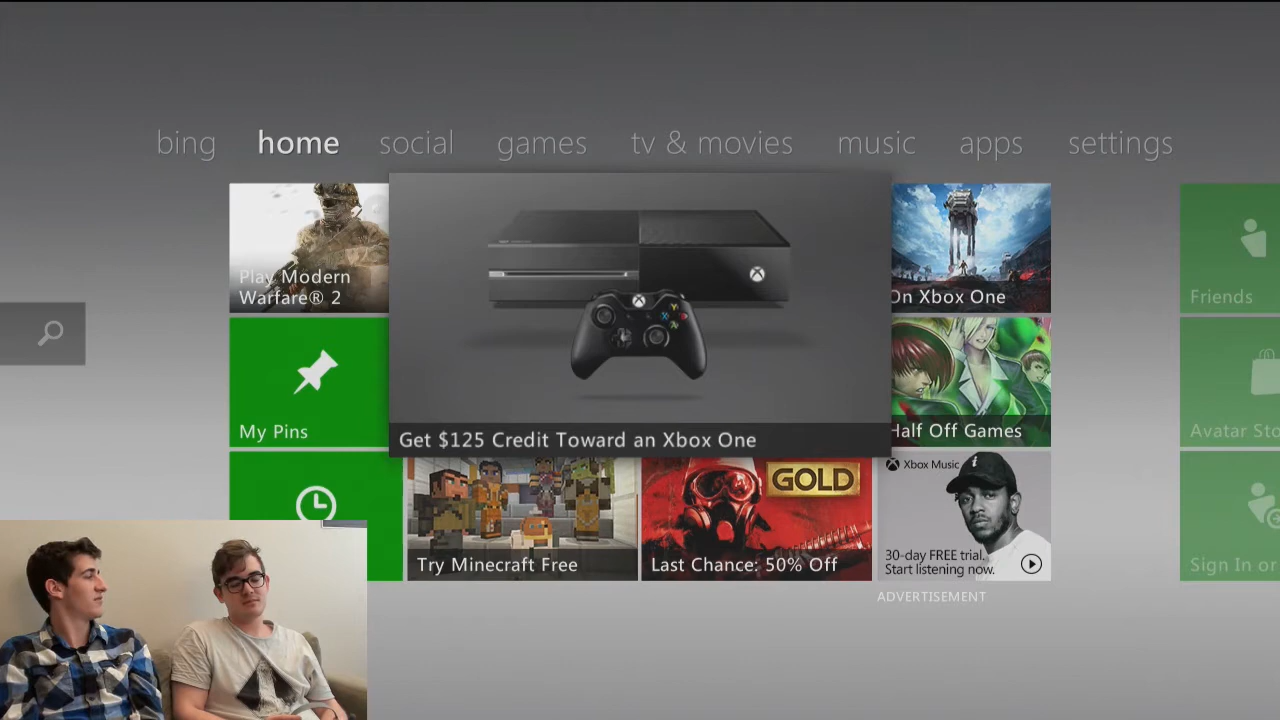 bing home social games tv & movies music apps settings
Play Modern
Warfare® 2
Get $125 Credit Toward an Xbox One
On Xbox One
Friends
My Pins
Half Off Games
Avatar Sto
Try Minecraft Free
GOLD
Last Chance: 50% Off
Xbox Music
30-day FREE trial.
Start listening now.
Sign In or
ADVERTISEMENT